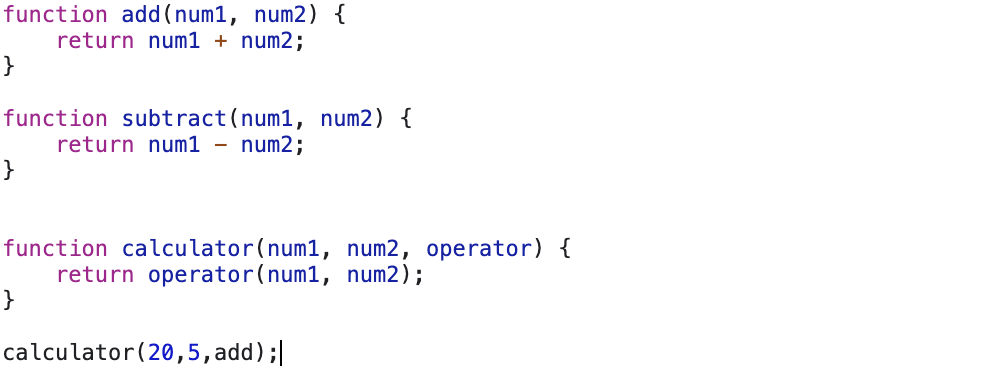 function add(num1, num2) {
    return num1 + num2;
}
function subtract(num1, num2) {
    return num1 - num2;
}
function calculator(num1, num2, operator) {
    return operator(num1, num2);
}
calculator(20,5,add);